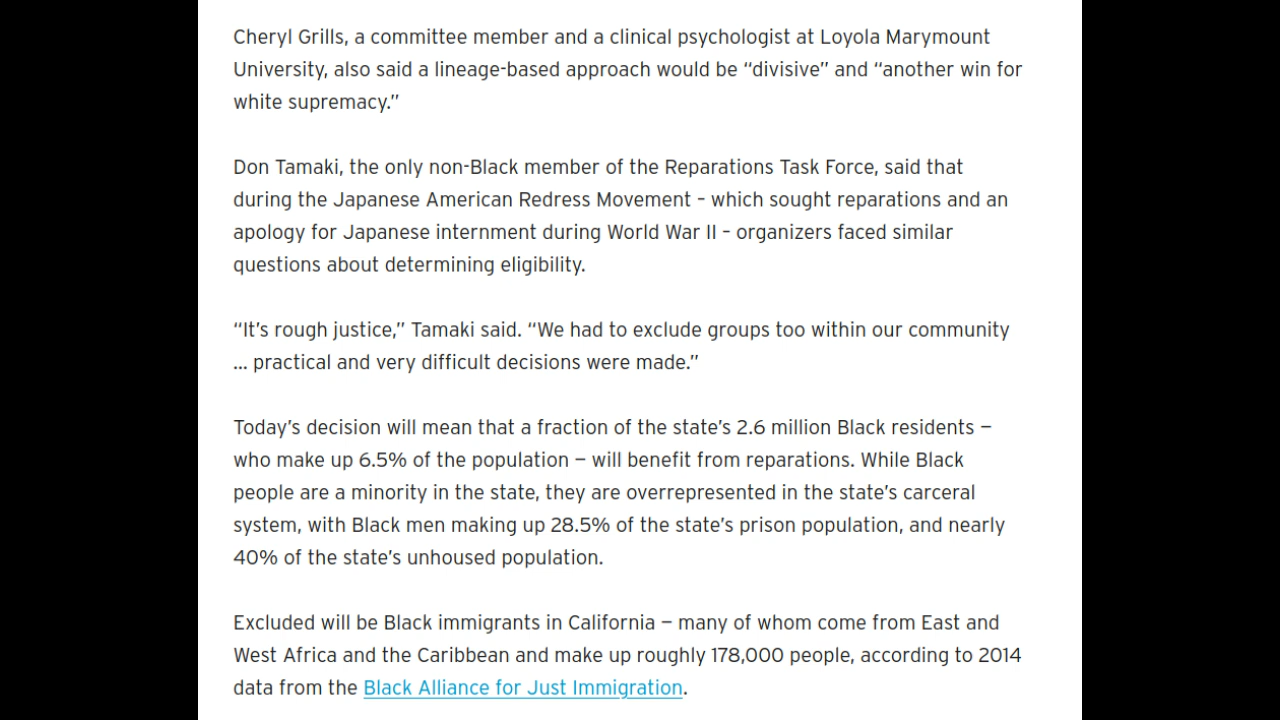 Cheryl Grills, a committee member and a clinical psychologist at Loyola Marymount
University, also said a lineage-based approach would be “divisive” and “another win for
white supremacy.”
Don Tamaki, the only non-Black member of the Reparations Task Force, said that
during the Japanese American Redress Movement – which sought reparations and an
apology for Japanese internment during World War II – organizers faced similar
questions about determining eligibility.
“It’s rough justice,” Tamaki said. “We had to exclude groups too within our community
… practical and very difficult decisions were made.”
Today’s decision will mean that a fraction of the state’s 2.6 million Black residents —
who make up 6.5% of the population — will benefit from reparations. While Black
people are a minority in the state, they are overrepresented in the state’s carceral
system, with Black men making up 28.5% of the state’s prison population, and nearly
40% of the state’s unhoused population.
Excluded will be Black immigrants in California — many of whom come from East and
West Africa and the Caribbean and make up roughly 178,000 people, according to 2014
data from the Black Alliance for Just Immigration.